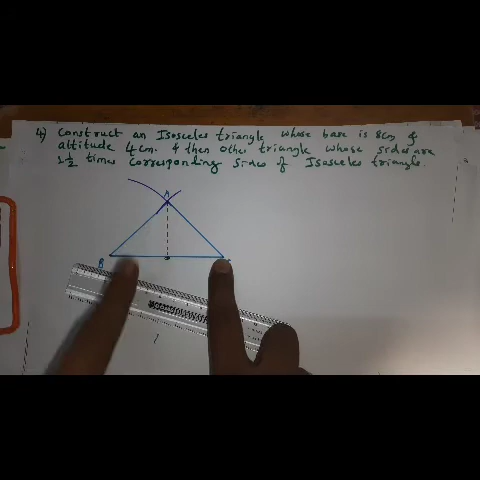 4) Construct an Isosceles triangle whose base is 8cm &
altitude 4cm. & then other triangle whose sides are
1½ times corresponding sides of Isosceles triangle.
A
B